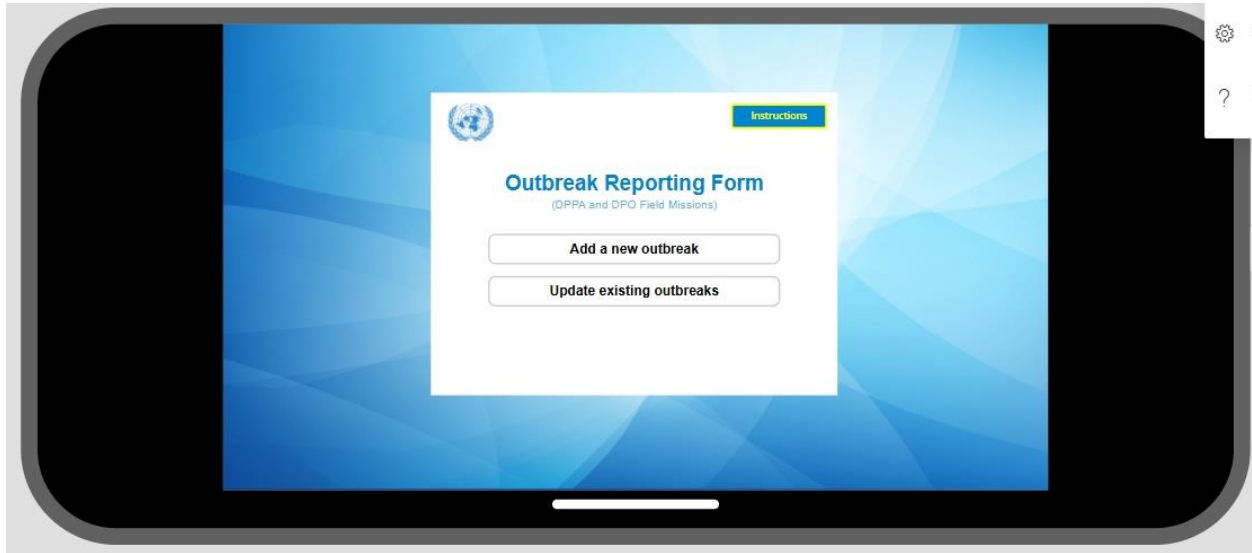 Instructions
Outbreak Reporting Form
(DPPA and DPO Field Missions)
Add a new outbreak
Update existing outbreaks
?